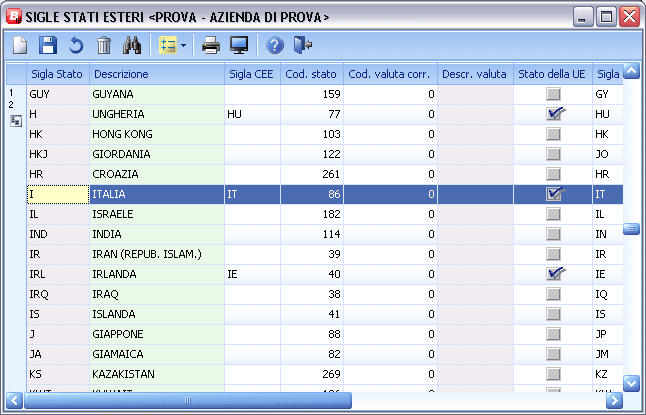 SIGLE STATI ESTERI <PROVA - AZIENDA DI PROVA>
Sigla Stato Descrizione Sigla CEE Cod. stato Cod. valuta corr. Descr. valuta Stato della UE Sigla
1
2
GUY GUYANA 159 0 GY
H UNGHERIA HU 77 0 HU
HK HONG KONG 103 0 HK
HKJ GIORDANIA 122 0 JO
HR CROAZIA 261 0 HR
I ITALIA IT 86 0 IT
IL ISRAELE 182 0 IL
IND INDIA 114 0 IN
IR IRAN (REPUB. ISLAM.) 39 0 IR
IRL IRLANDA IE 40 0 IE
IRQ IRAQ 38 0 IQ
IS ISLANDA 41 0 IS
J GIAPPONE 88 0 JP
JA GIAMAICA 82 0 JM
KS KAZAKISTAN 269 0 KZ